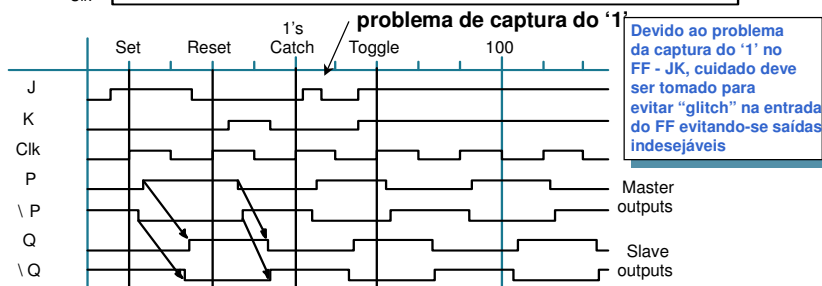 Clk
problema de captura do ‘1’
Set
Reset
1's
Catch
Toggle
100
J
K
Clk
P
\ P
Q
\ Q
Master
outputs
Slave
outputs
Devido ao problema
da captura do ‘1’ no
FF - JK, cuidado deve
ser tomado para
evitar “glitch” na entrada
do FF evitando-se saídas
indesejáveis